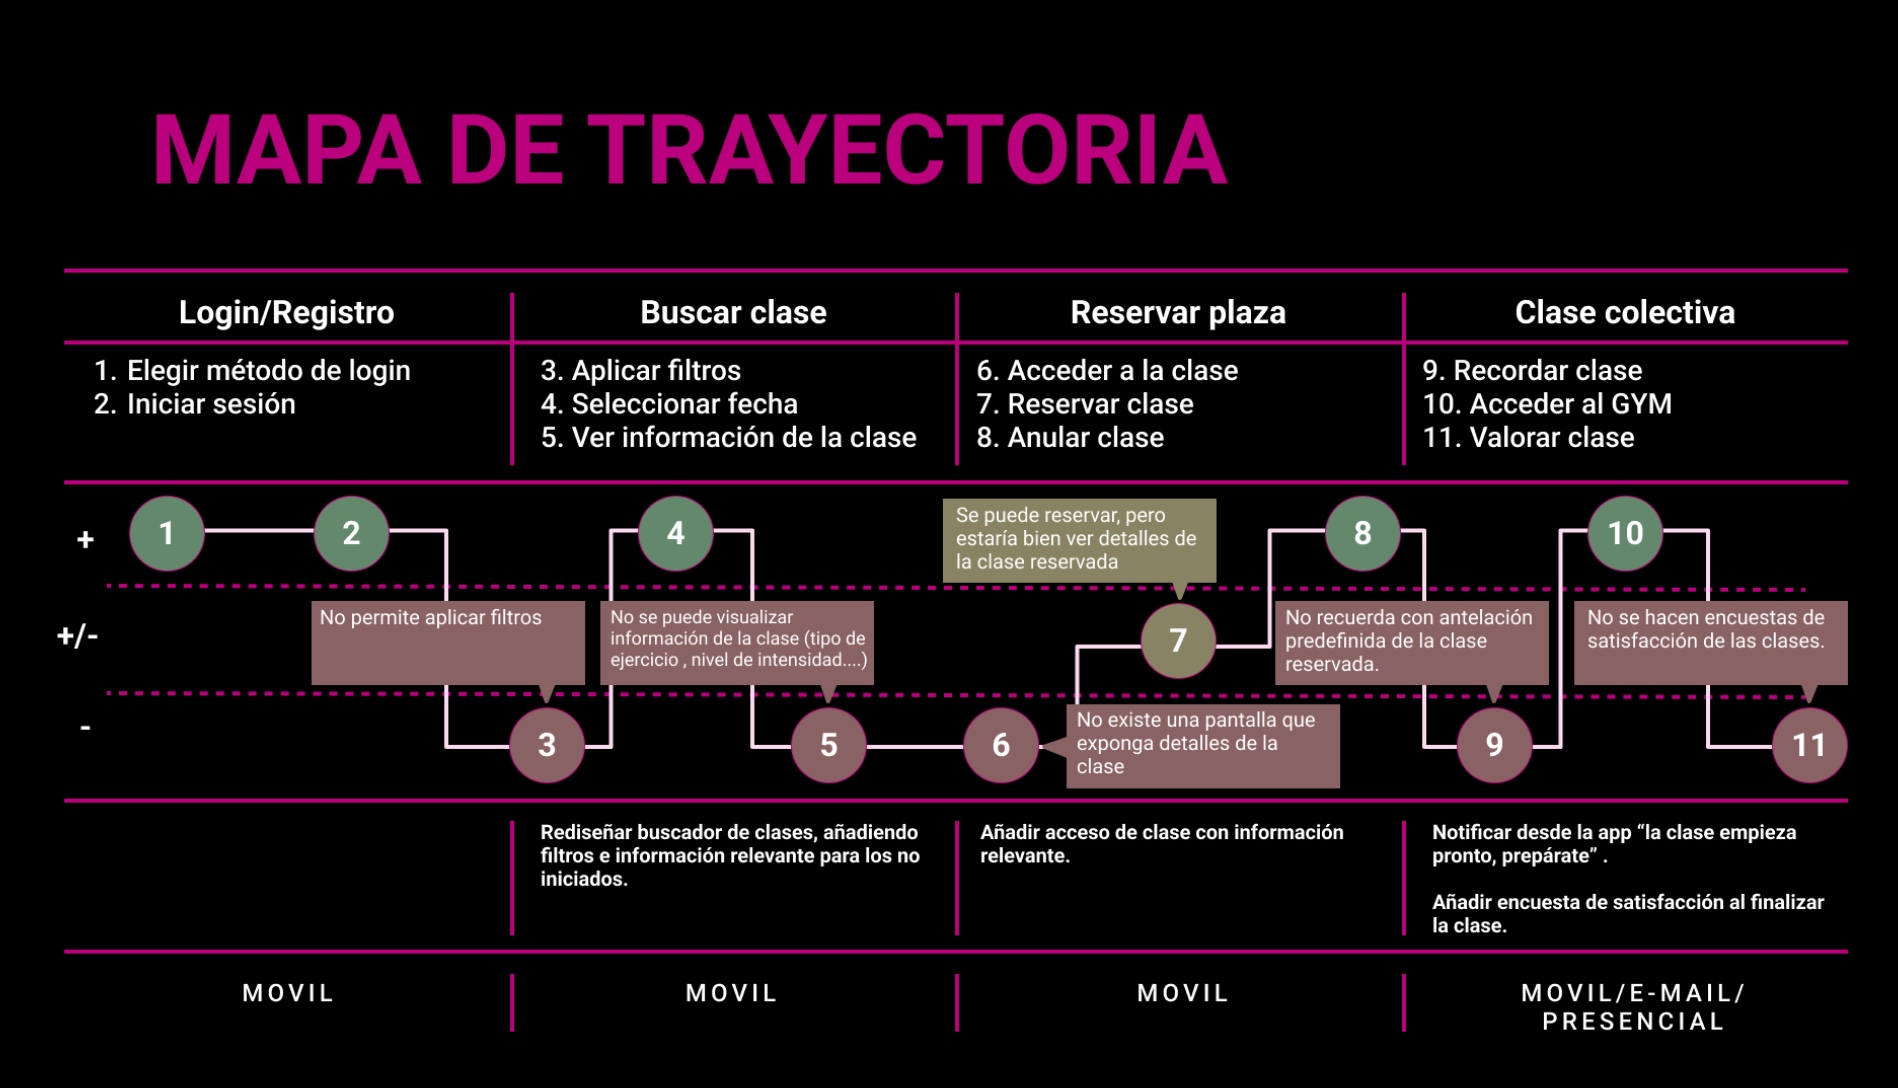 MAPA DE TRAYECTORIA
Login/Registro
Buscar clase
Reservar plaza
Clase colectiva
1. Elegir método de login
2. Iniciar sesión
3. Aplicar filtros
4. Seleccionar fecha
5. Ver información de la clase
6. Acceder a la clase
7. Reservar clase
8. Anular clase
9. Recordar clase
10. Acceder al GYM
11. Valorar clase
+
+/-
-
1
2
No permite aplicar filtros
3
4
No se puede visualizar
información de la clase (tipo de
ejercicio , nivel de intensidad....)
5
6
No existe una pantalla que
exponga detalles de la
clase
Se puede reservar, pero
estaría bien ver detalles de
la clase reservada
7
8
No recuerda con antelación
predefinida de la clase
reservada.
9
10
No se hacen encuestas de
satisfacción de las clases.
11
Rediseñar buscador de clases, añadiendo
filtros e información relevante para los no
iniciados.
Añadir acceso de clase con información
relevante.
Notificar desde la app “la clase empieza
pronto, prepárate” .
Añadir encuesta de satisfacción al finalizar
la clase.
MOVIL
MOVIL
MOVIL
MOVIL/E-MAIL/
PRESENCIAL